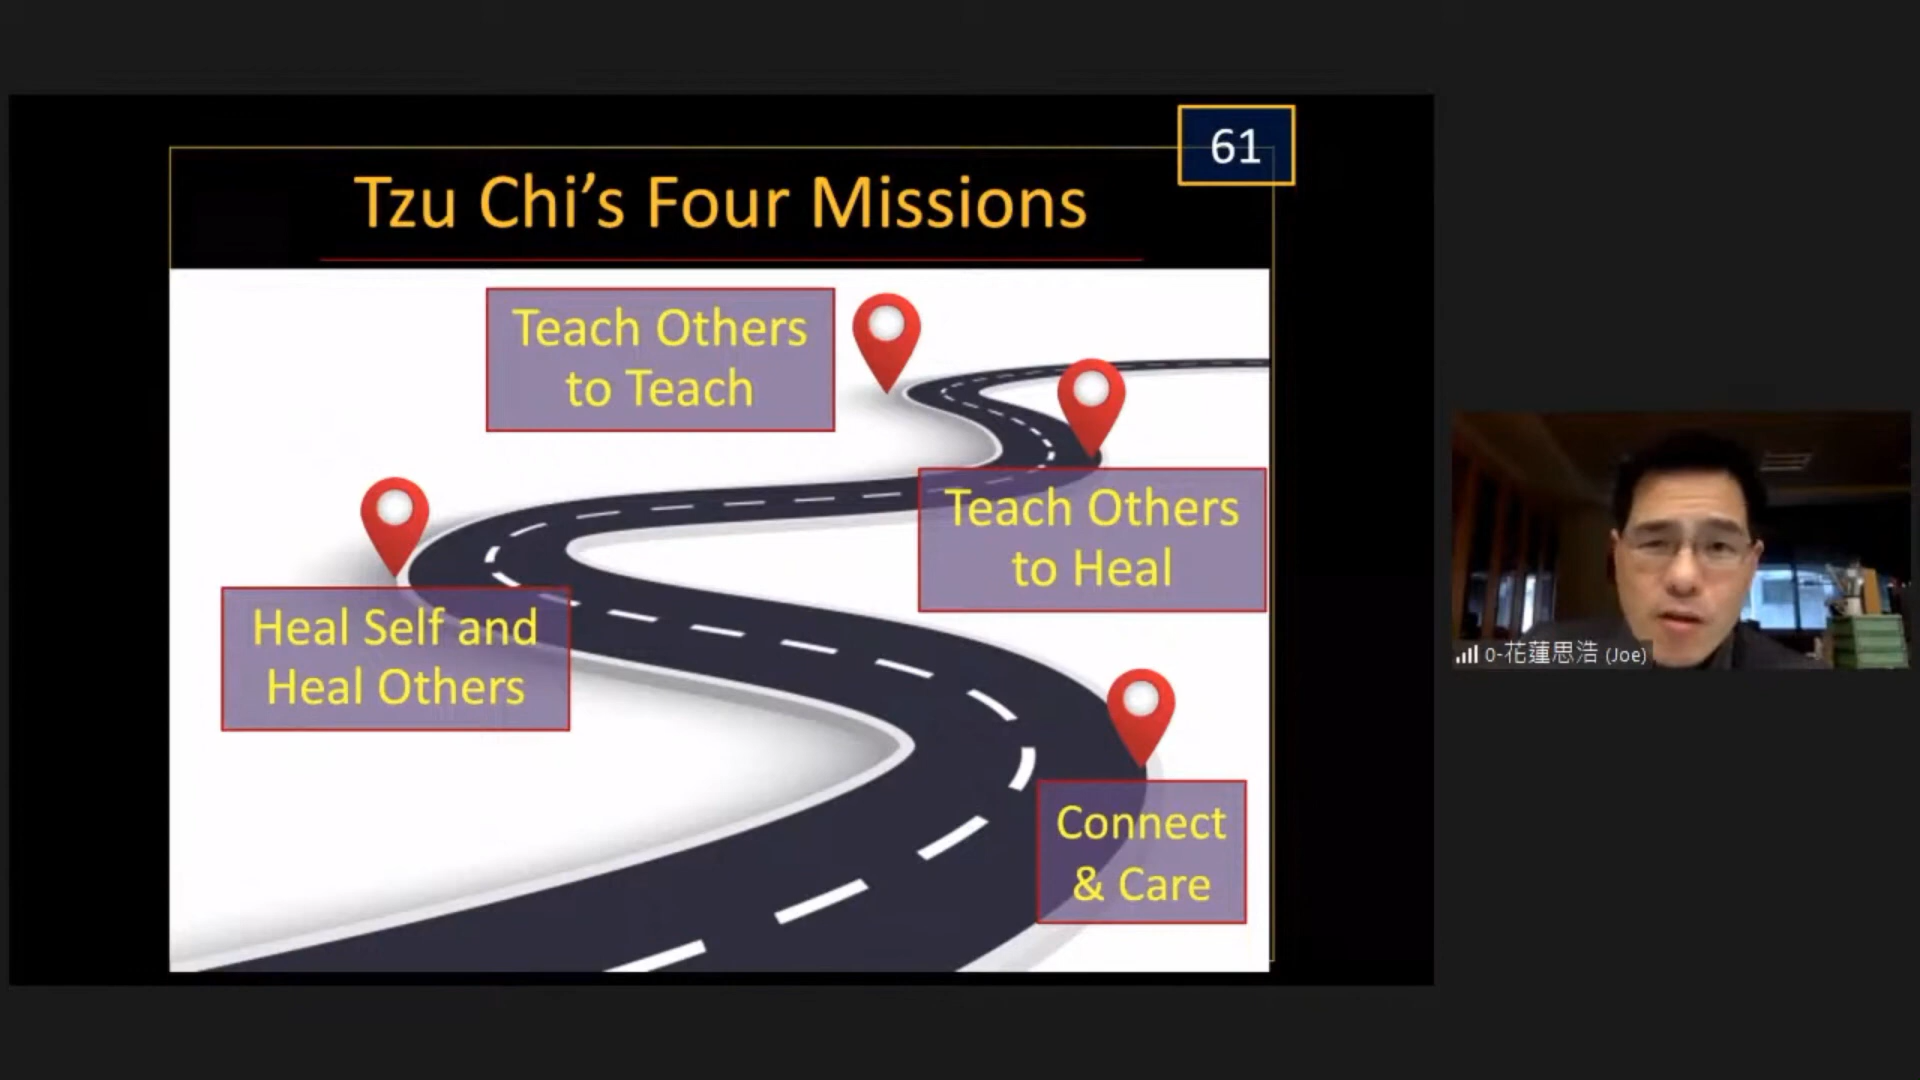 61
Tzu Chi’s Four Missions
Teach Others
to Teach
Teach Others
to Heal
Heal Self and
Heal Others
Connect
& Care
0-花蓮思浩 (Joe)